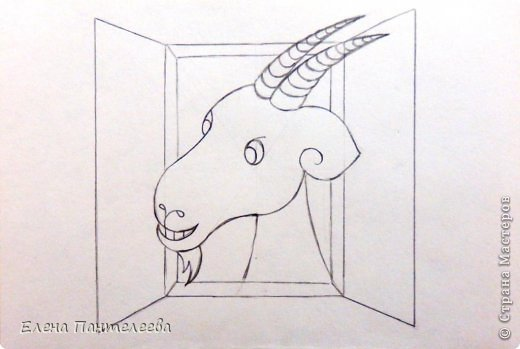 Елена Пантелеева
© Страна Мастеров